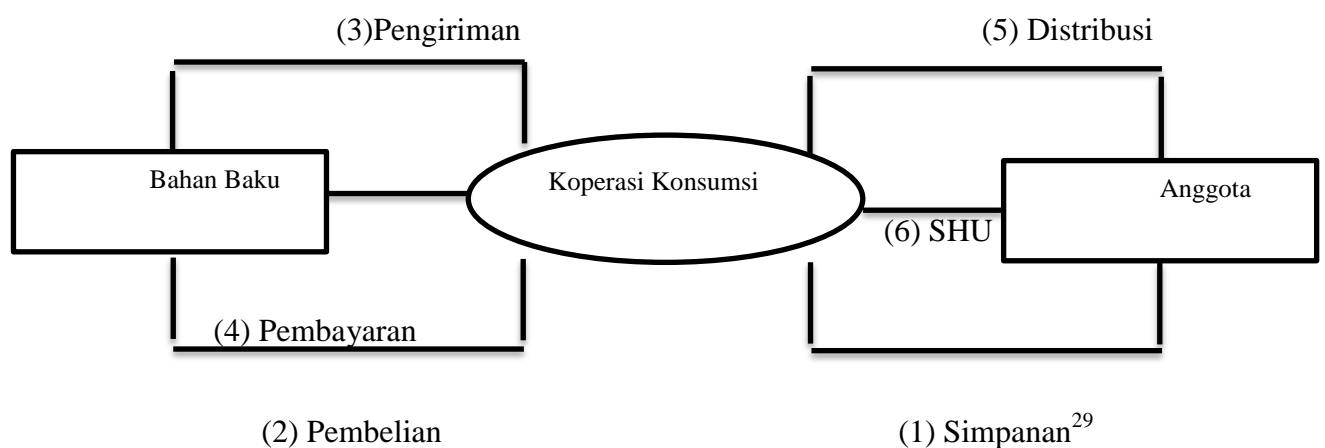 (3)Pengiriman
(5) Distribusi
Bahan Baku
Koperasi Konsumsi
Anggota
(6) SHU
(4) Pembayaran
(2) Pembelian
(1) Simpanan29